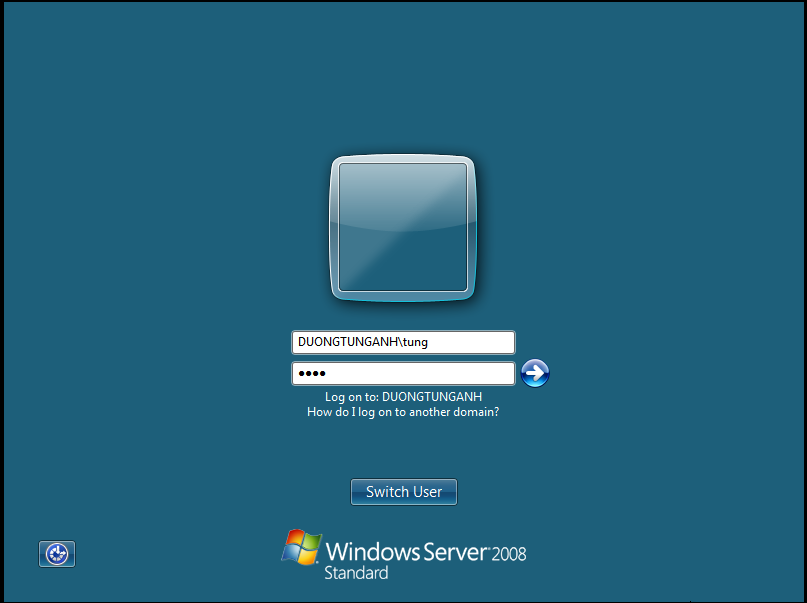 DUONGTUNGANH\tung
••••
Log on to: DUONGTUNGANH
How do I log on to another domain?
Switch User
Windows Server 2008
Standard